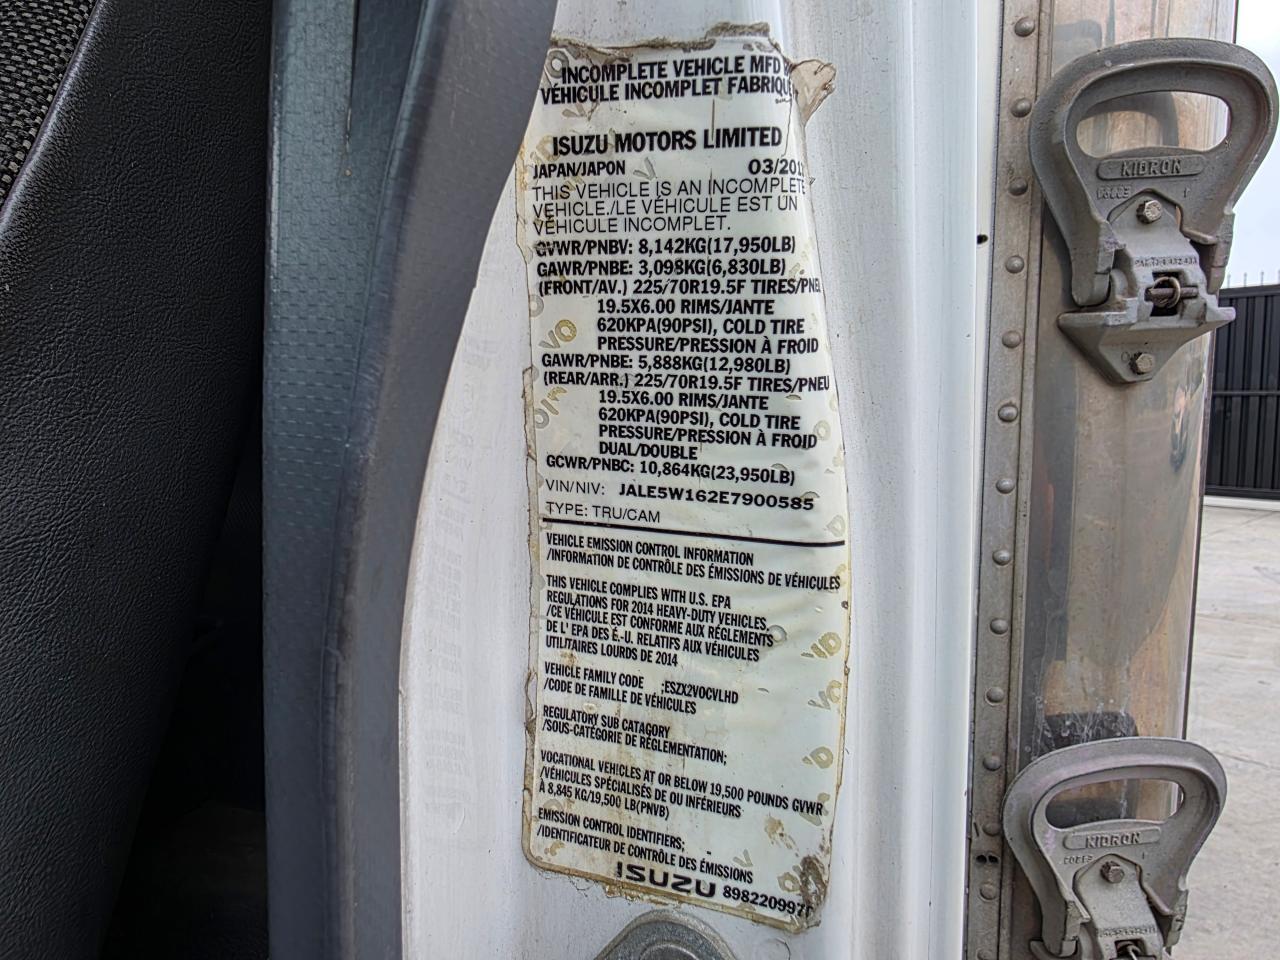 INCOMPLETE VEHICLE MFD
VÉHICULE INCOMPLET FABRIQUÉ
ISUZU MOTORS LIMITED
JAPAN/JAPON
THIS VEHICLE IS AN INCOMPLETE
VEHICLE./LE VÉHICULE EST UN
VÉHICULE INCOMPLET.
GVWR/PNBV: 8,142KG(17,950LB)
GAWR/PNBE: 3,098KG(6,830LB)
(FRONT/AV.) 225/70R19.5F TIRES/PNEU
19.5X6.00 RIMS/JANTE
620KPA(90PSI), COLD TIRE
PRESSURE/PRESSION À FROID
GAWR/PNBE: 5,888KG(12,980LB)
(REAR/ARR.) 225/70R19.5F TIRES/PNEU
19.5X6.00 RIMS/JANTE
620KPA(90PSI), COLD TIRE
PRESSURE/PRESSION À FROID
DUAL/DOUBLE
GCWR/PNBC: 10,864KG(23,950LB)
VIN/NIV: JALE5W162E7900585
TYPE: TRU/CAM
VEHICLE EMISSION CONTROL INFORMATION
/INFORMATION DE CONTRÔLE DES ÉMISSIONS DE VÉHICULES
THIS VEHICLE COMPLIES WITH U.S. EPA
REGULATIONS FOR 2014 HEAVY-DUTY VEHICLES.
/CE VÉHICULE EST CONFORME AUX RÉGLEMENTS
DE L' EPA DES É.-U. RELATIFS AUX VÉHICULES
UTILITAIRES LOURDS DE 2014
VEHICLE FAMILY CODE ;ESZX2VOCVLHD
/CODE DE FAMILLE DE VÉHICULES
REGULATORY SUB CATAGORY
/SOUS-CATÉGORIE DE RÉGLEMENTATION;
VOCATIONAL VEHICLES AT OR BELOW 19,500 POUNDS GVWR
/VÉHICULES SPÉCIALISÉS DE OU INFÉRIEURS
À 8,845 KG/19,500 LB(PNVB)
EMISSION CONTROL IDENTIFIERS;
/IDENTIFICATEUR DE CONTRÔLE DES ÉMISSIONS
ISUZU
KIDRON
KIDRON